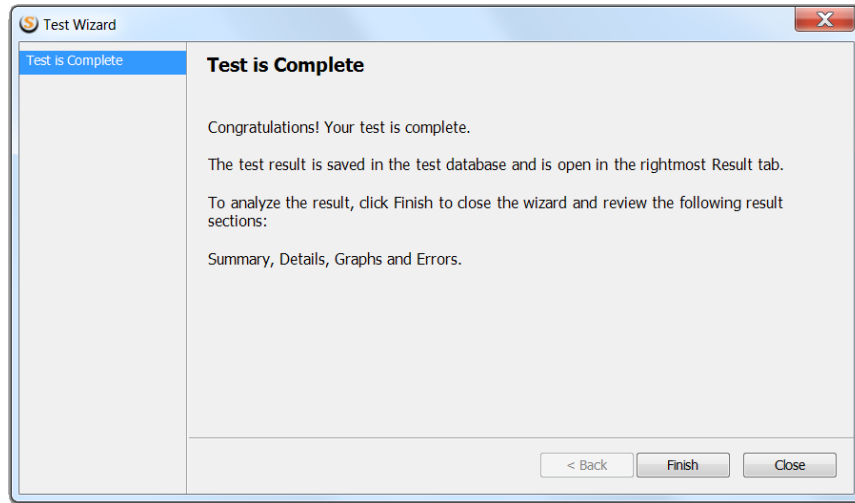 Test Wizard
Test is Complete
Test is Complete
Congratulations! Your test is complete.
The test result is saved in the test database and is open in the rightmost Result tab.
To analyze the result, click Finish to close the wizard and review the following result
sections:
Summary, Details, Graphs and Errors.
< Back Finish Close